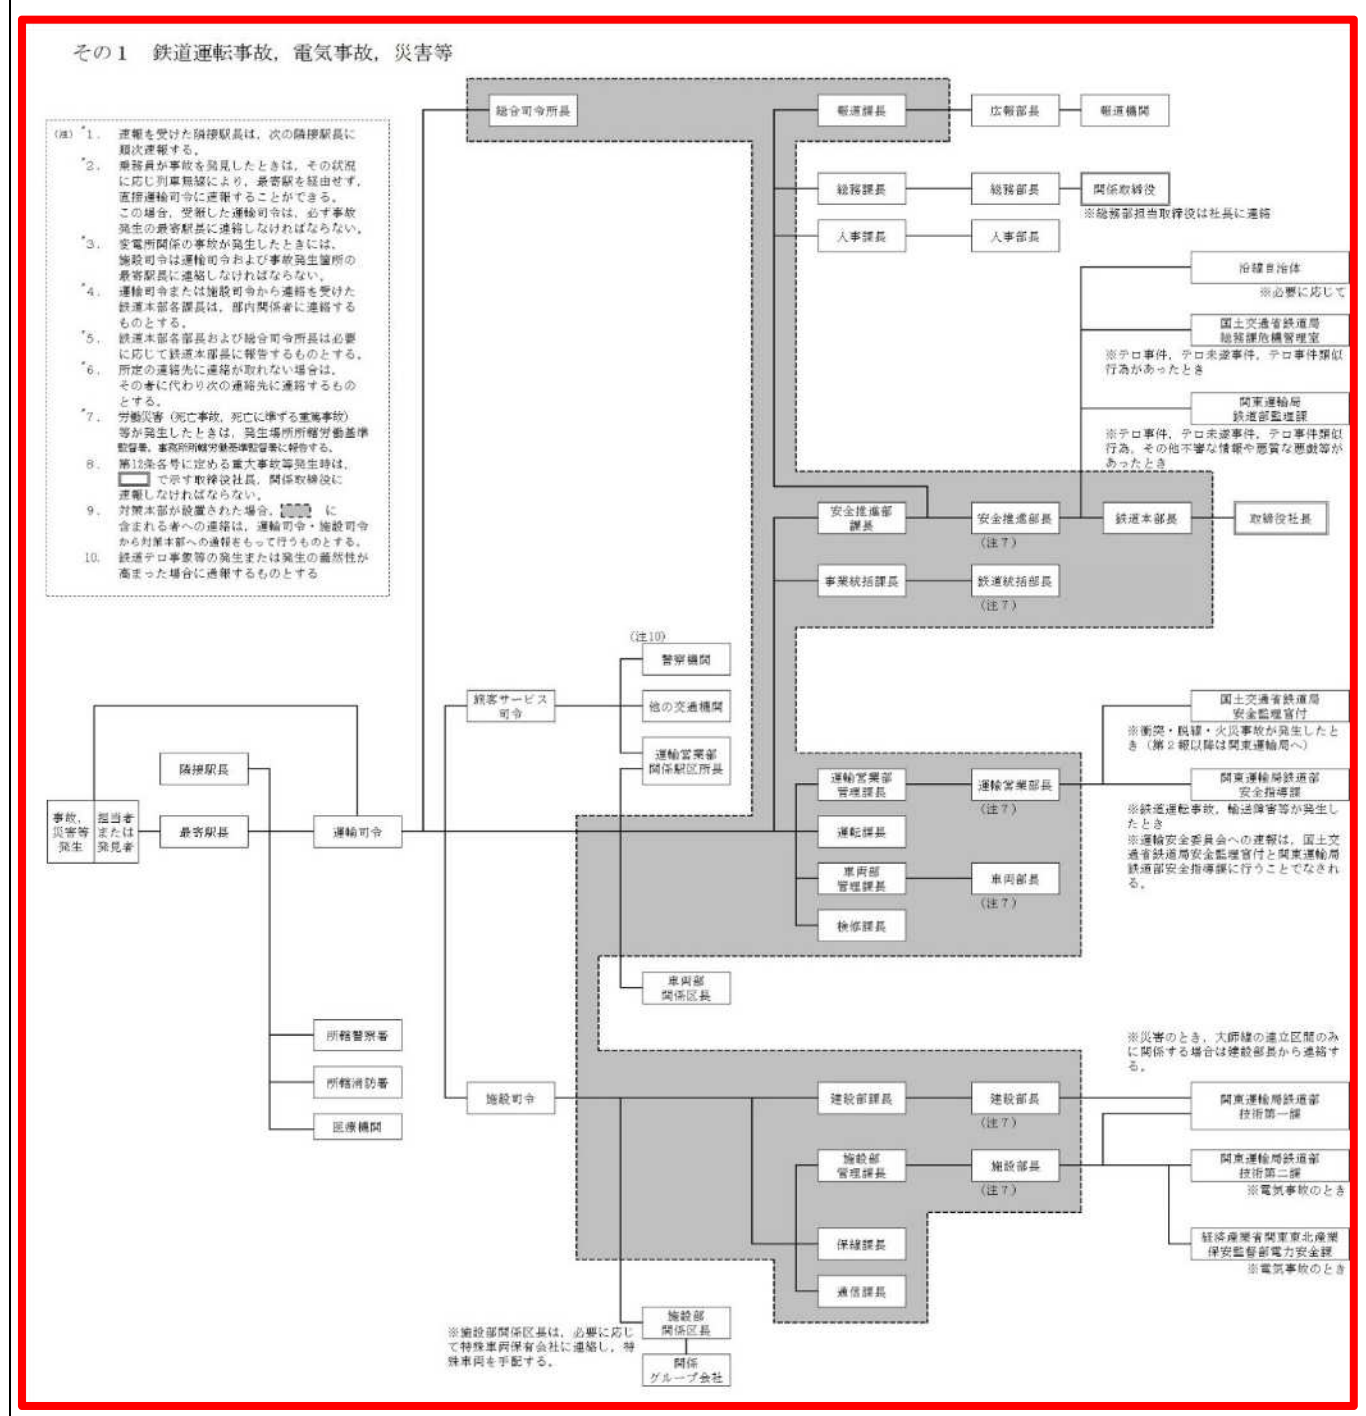 その１　鉄道運転事故，電気事故，災害等
(注) *1． 速報を受けた隣接駅長は，次の隣接駅長に
順次速報する。
*2． 乗務員が事故を発見したときは，その状況
に応じ列車無線により，最寄駅を経由せず，
直接運輸司令に速報することができる。
この場合，受報した運輸司令は，必ず事故
発生の最寄駅長に連絡しなければならない。
*3． 変電所関係の事故が発生したときには，
施設司令は運輸司令および事故発生箇所の
最寄駅長に連絡しなければならない。
*4． 運輸司令または施設司令から連絡を受けた
鉄道本部各課長は，部内関係者に連絡する
ものとする。
*5． 鉄道本部各部長および総合司令所長は必要
に応じて鉄道本部長に報告するものとする。
*6． 所定の連絡先に連絡が取れない場合は，
その者に代わり次の連絡先に連絡するもの
とする。
*7． 労働災害（死亡事故，死亡に準ずる重篤事故）
等が発生したときは，発生場所所轄労働基準
監督署，事務所所轄労働基準監督署に報告する。
8． 第12条各号に定める重大事故等発生時は，
で示す取締役社長，関係取締役に
速報しなければならない。
9． 対策本部が設置された場合， に
含まれる者への連絡は，運輸司令・施設司令
から対策本部への通報をもって行うものとする。
10． 鉄道テロ事象等の発生または発生の蓋然性が
高まった場合に通報するものとする
総合司令所長
報道課長
広報部長
報道機関
総務課長
総務部長
関係取締役
※総務部担当取締役は社長に連絡
人事課長
人事部長
沿線自治体
※必要に応じて
国土交通省鉄道局
総務課危機管理室
※テロ事件，テロ未遂事件，テロ事件類似
行為があったとき
関東運輸局
鉄道部監理課
※テロ事件，テロ未遂事件，テロ事件類似
行為，その他不審な情報や悪質な悪戯等が
あったとき
安全推進部
課長
安全推進部長
(注７)
鉄道本部長
取締役社長
事業統括課長
鉄道統括部長
(注７)
(注10)
警察機関
旅客サービス
司令
他の交通機関
運輸営業部
関係駅区所長
国土交通省鉄道局
安全監理官付
※衝突・脱線・火災事故が発生したと
き（第２報以降は関東運輸局へ）
隣接駅長
運輸営業部
管理課長
運輸営業部長
(注７)
関東運輸局鉄道部
安全指導課
※鉄道運転事故，輸送障害等が発生し
たとき
※運輸安全委員会への速報は，国土交
通省鉄道局安全監理官付と関東運輸局
鉄道部安全指導課に行うことでなされ
る。
事故，
災害等
発生
担当者
または
発見者
最寄駅長
運輸司令
運転課長
車両部
管理課長
車両部長
(注７)
検修課長
車両部
関係区長
所轄警察署
所轄消防署
医療機関
※災害のとき，大師線の連立区間のみ
に関係する場合は建設部長から連絡す
る。
施設司令
建設部課長
建設部長
(注７)
関東運輸局鉄道部
技術第一課
施設部
管理課長
施設部長
(注７)
関東運輸局鉄道部
技術第二課
※電気事故のとき
保線課長
経済産業省関東東北産業
保安監督部電力安全課
※電気事故のとき
通信課長
施設部
関係区長
※施設部関係区長は，必要に応じ
て特殊車両保有会社に連絡し，特
殊車両を手配する。
関係
グループ会社